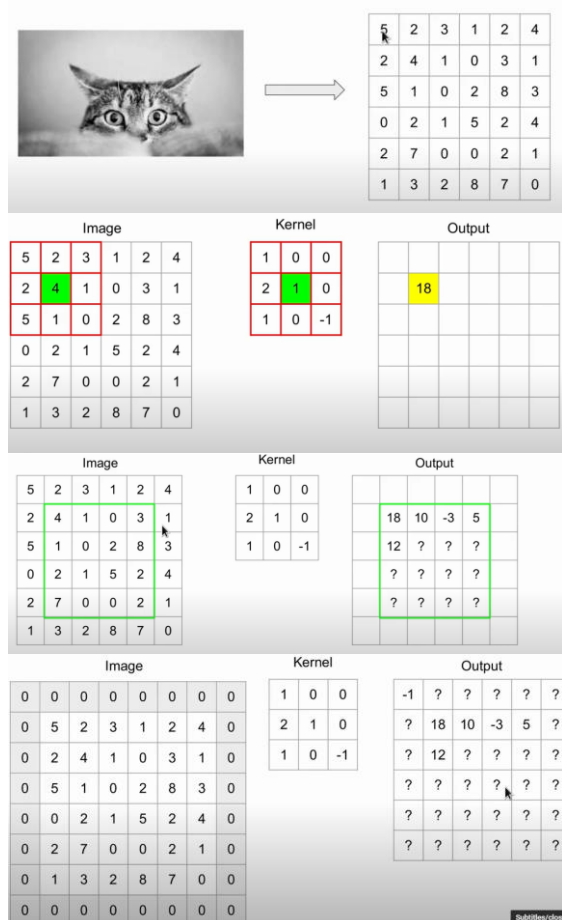 5 2 3 1 2 4
2 4 1 0 3 1
5 1 0 2 8 3
0 2 1 5 2 4
2 7 0 0 2 1
1 3 2 8 7 0
Image Kernel Output
5 2 3 1 2 4 1 0 0
2 4 1 0 3 1 2 1 0 18
5 1 0 2 8 3 1 0 -1
0 2 1 5 2 4
2 7 0 0 2 1
1 3 2 8 7 0
Image Kernel Output
5 2 3 1 2 4 1 0 0
2 4 1 0 3 1 2 1 0 18 10 -3 5
5 1 0 2 8 3 1 0 -1 12 ? ? ?
0 2 1 5 2 4 ? ? ? ?
2 7 0 0 2 1 ? ? ? ?
1 3 2 8 7 0
Image Kernel Output
0 0 0 0 0 0 0 0 1 0 0 -1 ? ? ? ? ?
0 5 2 3 1 2 4 0 2 1 0 ? 18 10 -3 5 ?
0 2 4 1 0 3 1 0 1 0 -1 ? 12 ? ? ? ?
0 5 1 0 2 8 3 0 ? ? ? ? ? ?
0 0 2 1 5 2 4 0 ? ? ? ? ? ?
0 2 7 0 0 2 1 0 ? ? ? ? ? ?
0 1 3 2 8 7 0 0
0 0 0 0 0 0 0 0